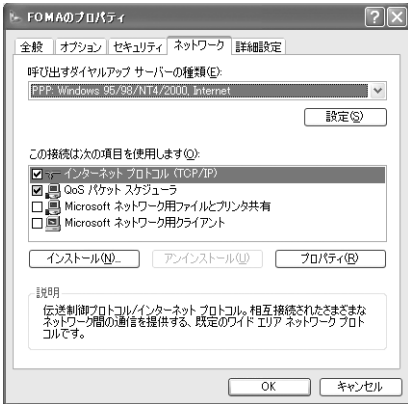 FOMAのプロパティ
全般 オプション セキュリティ ネットワーク 詳細設定
呼び出すダイヤルアップ サーバーの種類(E):
PPP: Windows 95/98/NT4/2000, Internet
設定(S)
この接続は次の項目を使用します(O):
インターネット プロトコル (TCP/IP)
QoS パケット スケジューラ
Microsoft ネットワーク用ファイルとプリンタ共有
Microsoft ネットワーク用クライアント
インストール(N)... アンインストール(U) プロパティ(R)
説明
伝送制御プロトコル/インターネット プロトコル。相互接続されたさまざまな
ネットワーク間の通信を提供する、既定のワイド エリア ネットワーク プロト
コルです。
OK キャンセル